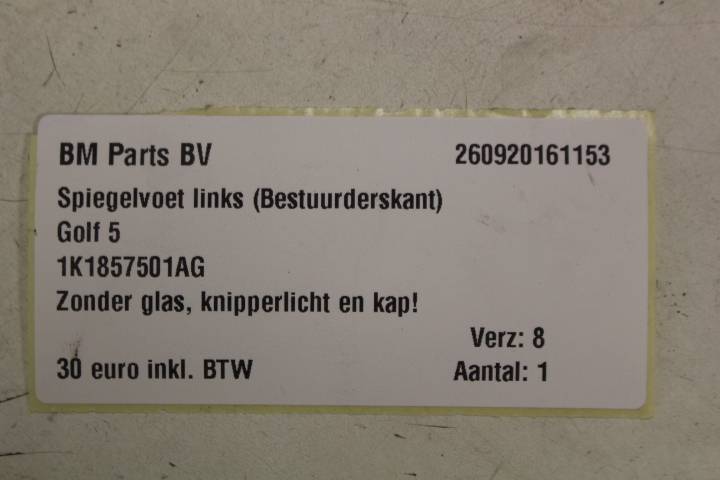 BM Parts BV 260920161153
Spiegelvoet links (Bestuurderskant)
Golf 5
1K1857501AG
Zonder glas, knipperlicht en kap!
Verz: 8
30 euro inkl. BTW Aantal: 1